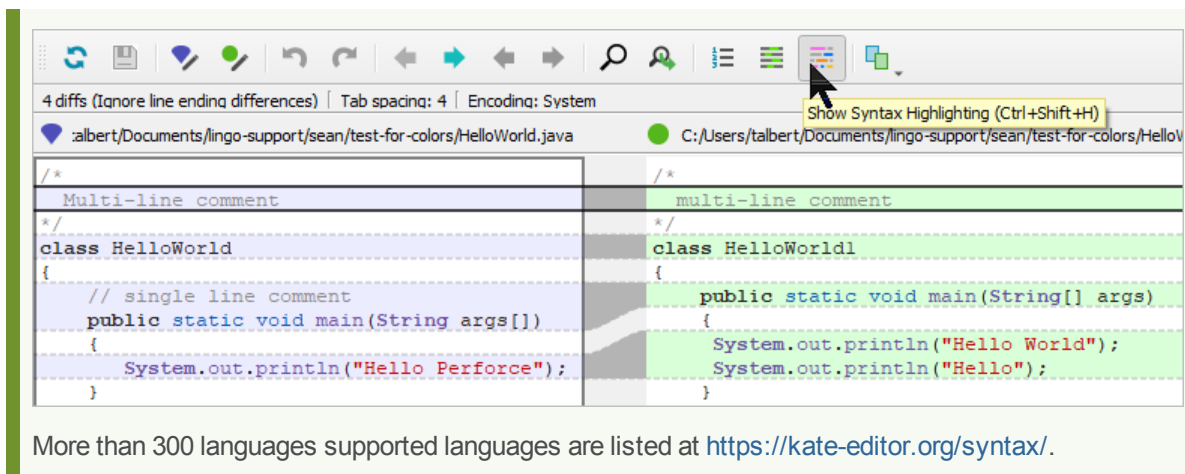 4 diffs (Ignore line ending differences) | Tab spacing: 4 | Encoding: System
Show Syntax Highlighting (Ctrl+Shift+H)
:albert/Documents/lingo-support/sean/test-for-colors/HelloWorld.java
C:/Users/talbert/Documents/lingo-support/sean/test-for-colors/HelloW
/*
Multi-line comment
*/
class HelloWorld
{
// single line comment
public static void main(String args[])
{
System.out.println("Hello Perforce");
}
/*
multi-line comment
*/
class HelloWorld1
{
public static void main(String[] args)
{
System.out.println("Hello World");
System.out.println("Hello");
}
More than 300 languages supported languages are listed at https://kate-editor.org/syntax/.